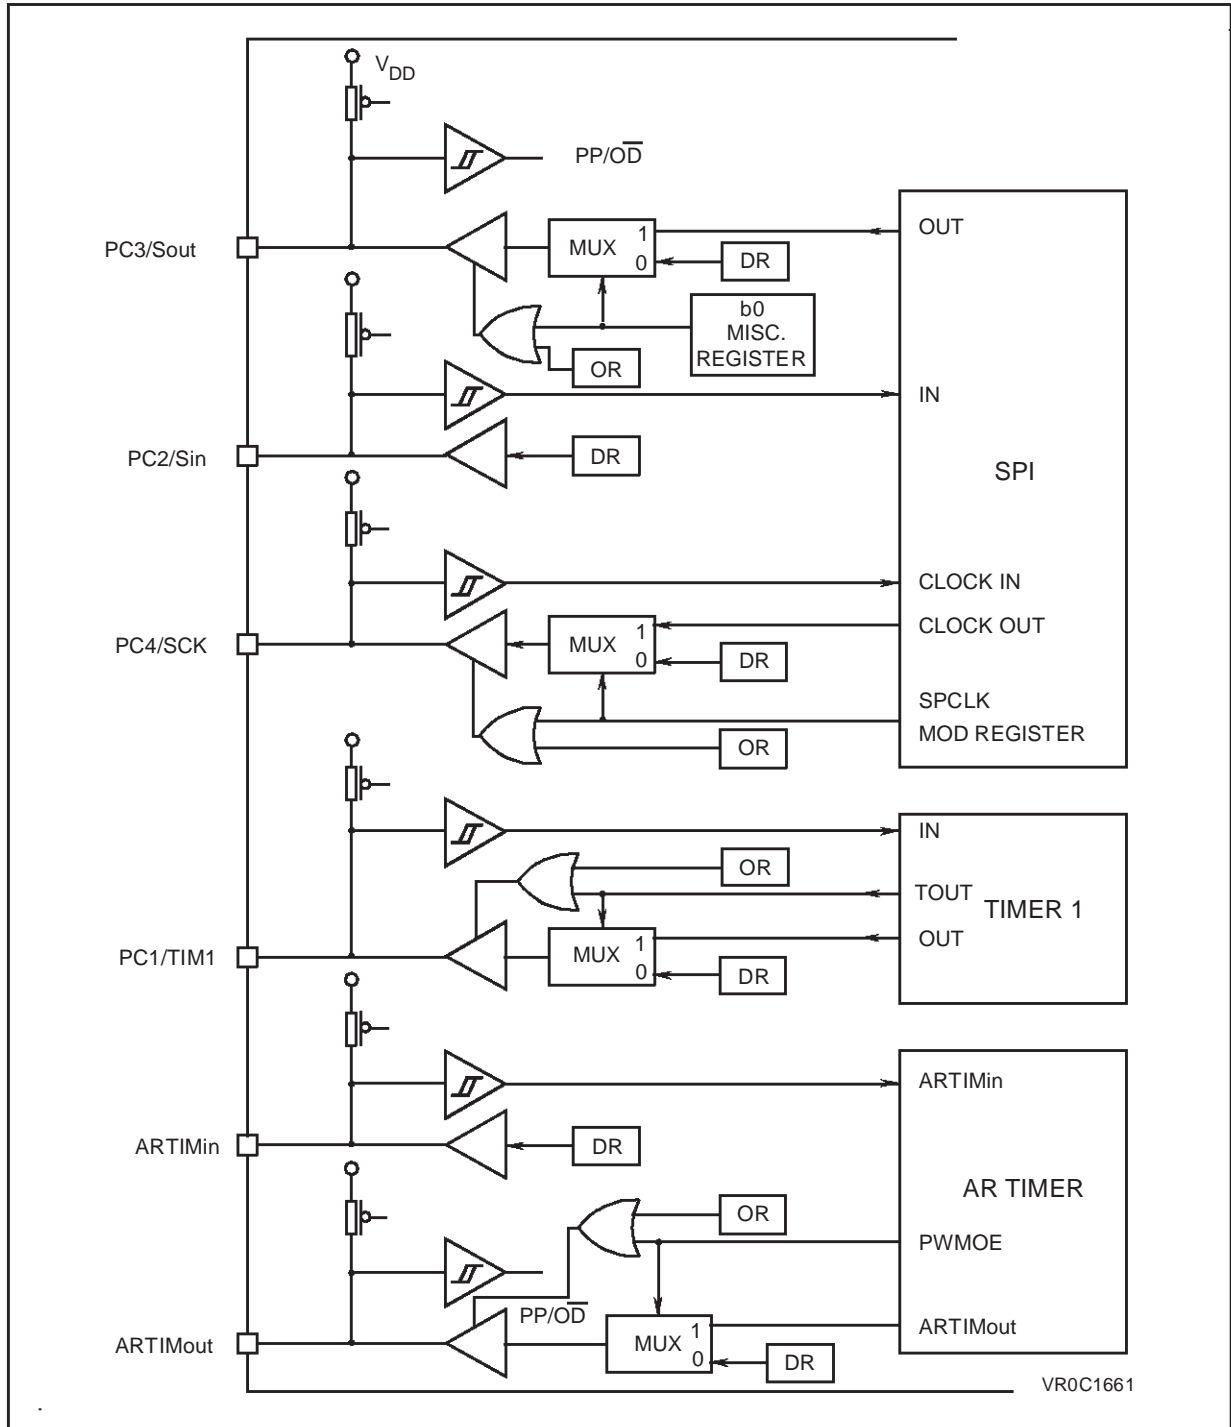 VDD
PP/OD
PC3/Sout
MUX
1
0
DR
OUT
b0
MISC.
REGISTER
OR
IN
PC2/Sin
DR
SPI
CLOCK IN
PC4/SCK
MUX
1
0
CLOCK OUT
DR
SPCLK
MOD REGISTER
OR
IN
OR
TOUT
TIMER 1
PC1/TIM1
MUX
1
0
OUT
DR
ARTIMin
ARTIMin
DR
AR TIMER
OR
PWMOE
PP/OD
ARTIMout
MUX
1
0
ARTIMout
DR
VR0C1661